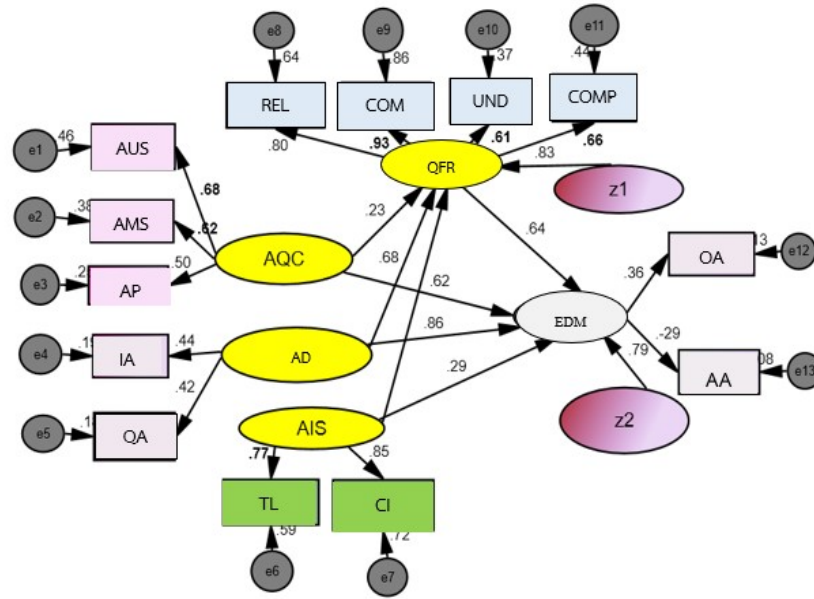 e8 e9 e10 e11
.64 .86 .37 .44
REL COM UND COMP
.80 .93 .61 .66
e1 .46 AUS
QFR .83 z1
.68
e2 .38 AMS .62
.23 .64
e3 AP .50 AQC
.68 .62
OA e12
.36
EDM
e4 IA .44 AD .86
.29 .79 -.29
AA e13
e5 QA .42
AIS
z2
.77 .85
TL CI
.59 .72
e6 e7